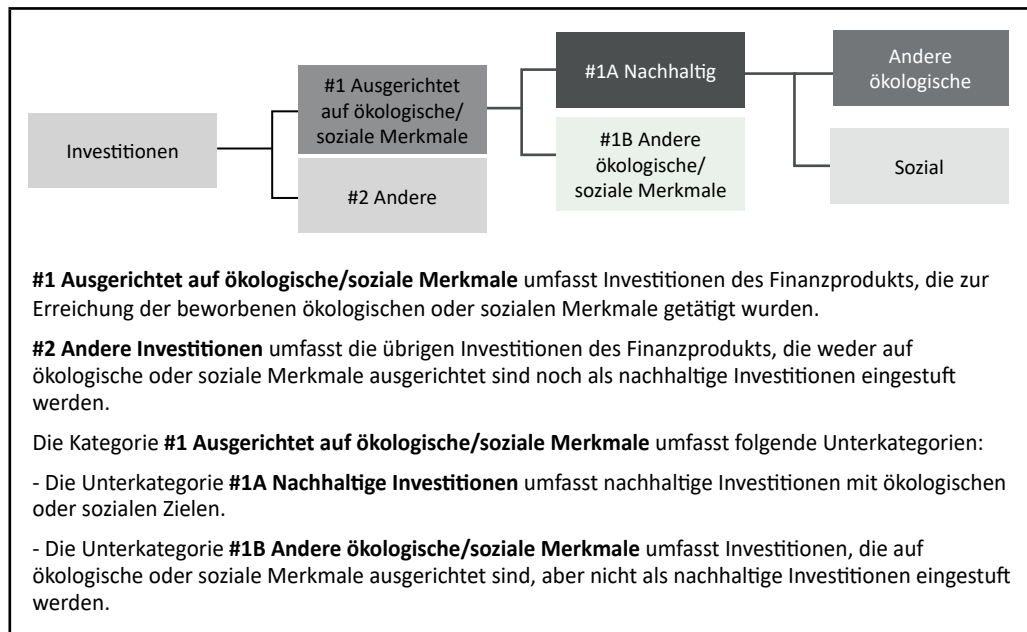 Investitionen
#1 Ausgerichtet
auf ökologische/
soziale Merkmale
#2 Andere
#1A Nachhaltig
#1B Andere
ökologische/
soziale Merkmale
Andere
ökologische
Sozial
#1 Ausgerichtet auf ökologische/soziale Merkmale umfasst Investitionen des Finanzprodukts, die zur
Erreichung der beworbenen ökologischen oder sozialen Merkmale getätigt wurden.
#2 Andere Investitionen umfasst die übrigen Investitionen des Finanzprodukts, die weder auf
ökologische oder soziale Merkmale ausgerichtet sind noch als nachhaltige Investitionen eingestuft
werden.
Die Kategorie #1 Ausgerichtet auf ökologische/soziale Merkmale umfasst folgende Unterkategorien:
- Die Unterkategorie #1A Nachhaltige Investitionen umfasst nachhaltige Investitionen mit ökologischen
oder sozialen Zielen.
- Die Unterkategorie #1B Andere ökologische/soziale Merkmale umfasst Investitionen, die auf
ökologische oder soziale Merkmale ausgerichtet sind, aber nicht als nachhaltige Investitionen eingestuft
werden.